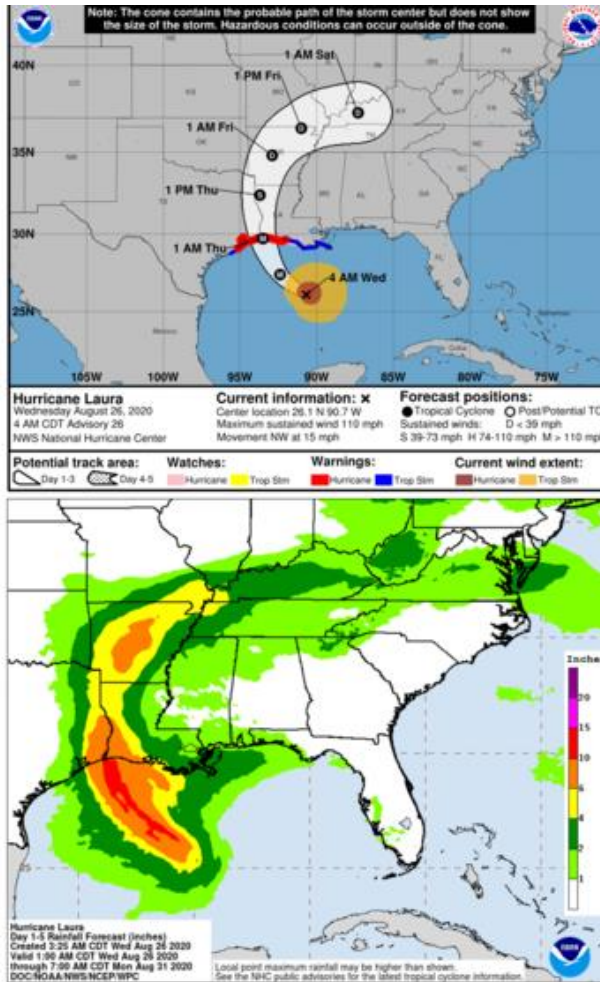 Note: The cone contains the probable path of the storm center but does not show
the size of the storm. Hazardous conditions can occur outside of the cone.
40N
1 AM Sat
1 PM Fri
1 AM Fri
35N
1 PM Thu
30N
1 AM Thu
4 AM Wed
25N
Mexico
Cuba
105W 100W 95W 90W 85W 80W 75W
Hurricane Laura
Wednesday August 26, 2020
4 AM CDT Advisory 26
NWS National Hurricane Center
Current information: x
Center location 26.1 N 90.7 W
Maximum sustained wind 110 mph
Movement NW at 15 mph
Forecast positions:
Tropical Cyclone Post/Potential TC
Sustained winds: D < 39 mph
S 39-73 mph H 74-110 mph M > 110 mph
Potential track area:
Day 1-3 Day 4-5
Watches:
Hurricane Trop Stm
Warnings:
Hurricane Trop Stm
Current wind extent:
Hurricane Trop Stm
Inches
20
15
10
6
4
2
1
Hurricane Laura
Day 1-5 Rainfall Forecast (inches)
Created 3:25 AM CDT Wed Aug 26 2020
Valid 1:00 AM CDT Wed Aug 26 2020
through 7:00 AM CDT Mon Aug 31 2020
DOC/NOAA/NWS/NCEP/WPC
Local point maximum rainfall may be higher than shown.
See the NHC public advisories for the latest tropical cyclone information.